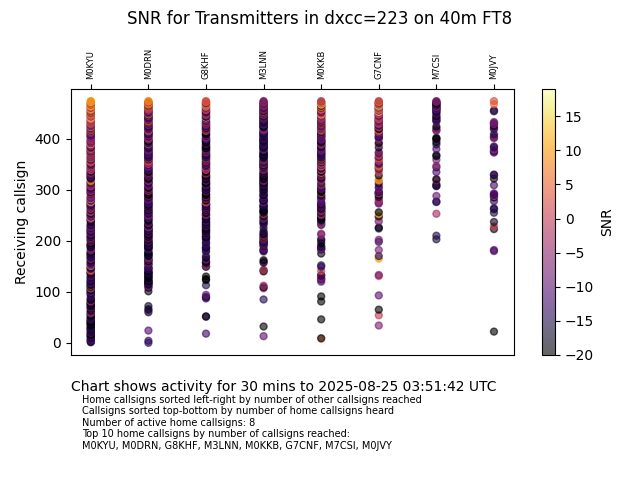 SNR for Transmitters in dxcc=223 on 40m FT8
M0KYU M0DRN G8KHF M3LNN M0KKB G7CNF M7CSI M0JVY
400
300
200
100
0
Receiving callsign
15
10
5
0
−5
−10
−15
−20
SNR
Chart shows activity for 30 mins to 2025-08-25 03:51:42 UTC
Home callsigns sorted left-right by number of other callsigns reached
Callsigns sorted top-bottom by number of home callsigns heard
Number of active home callsigns: 8
Top 10 home callsigns by number of callsigns reached:
M0KYU, M0DRN, G8KHF, M3LNN, M0KKB, G7CNF, M7CSI, M0JVY